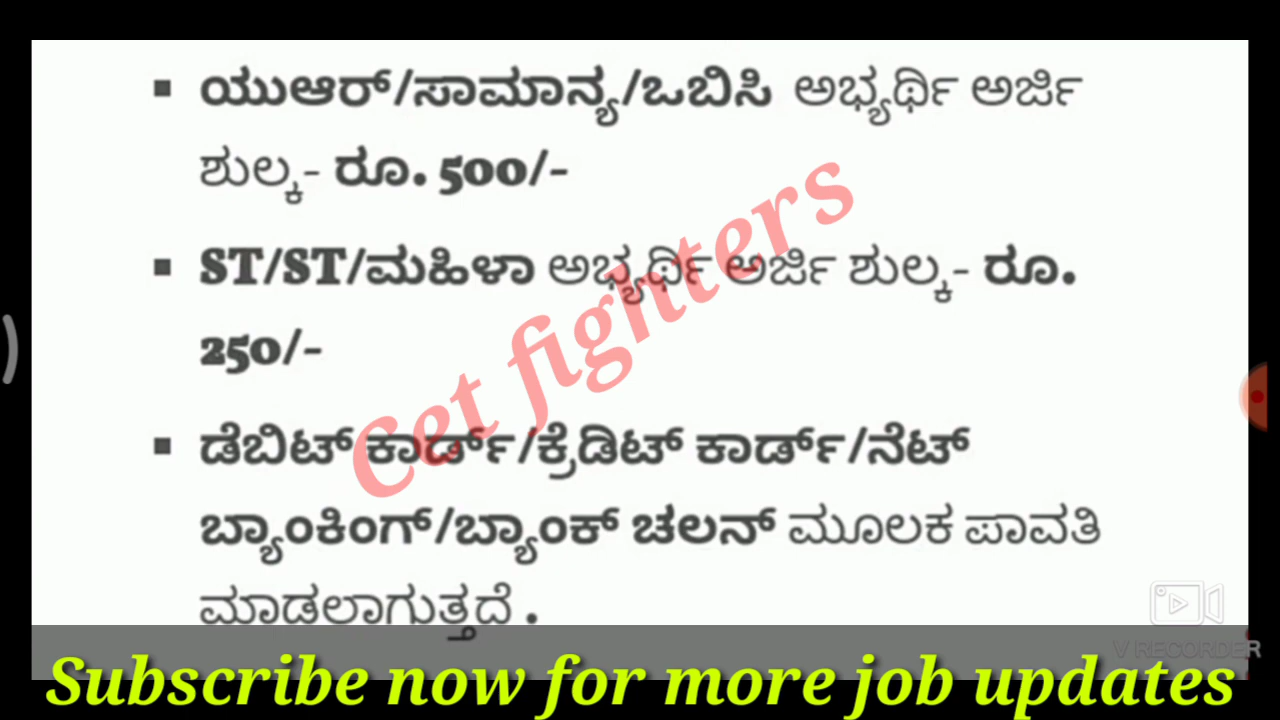 ▪ ಯುಆರ್/ಸಾಮಾನ್ಯ/ಒಬಿಸಿ ಅಭ್ಯರ್ಥಿ ಅರ್ಜಿ
ಶುಲ್ಕ- ರೂ. 500/-
▪ ST/ST/ಮಹಿಳಾ ಅಭ್ಯರ್ಥಿ ಅರ್ಜಿ ಶುಲ್ಕ- ರೂ.
250/-
▪ ಡೆಬಿಟ್ ಕಾರ್ಡ್/ಕ್ರೆಡಿಟ್ ಕಾರ್ಡ್/ನೆಟ್
ಬ್ಯಾಂಕಿಂಗ್/ಬ್ಯಾಂಕ್ ಚಲನ್ ಮೂಲಕ ಪಾವತಿ
ಮಾಡಲಾಗುತ್ತದೆ.
Cet fighters
V RECORDER
Subscribe now for more job updates